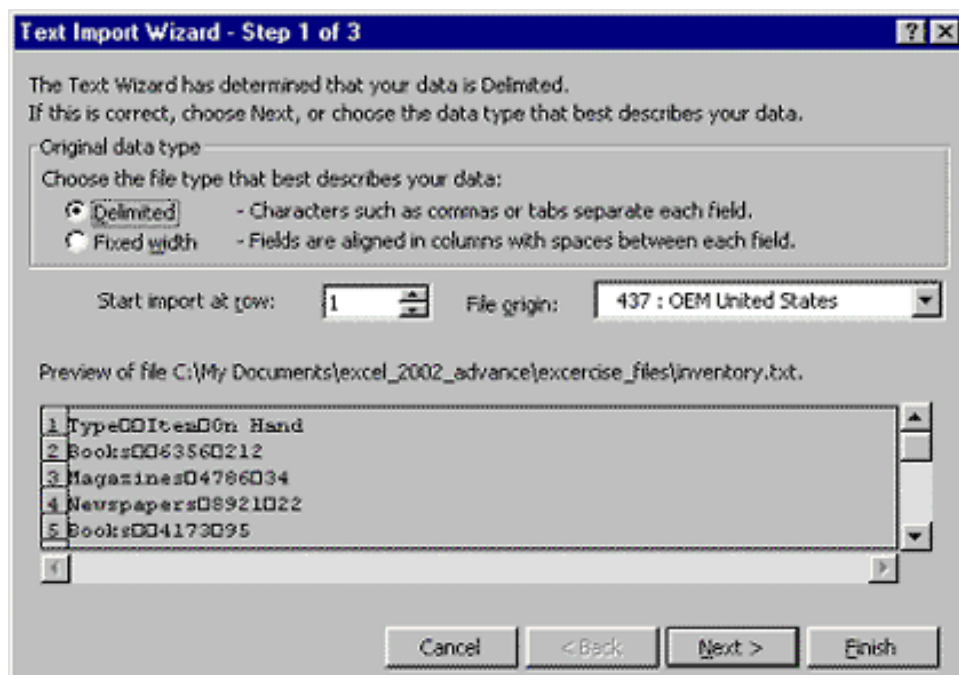 Text Import Wizard - Step 1 of 3
The Text Wizard has determined that your data is Delimited.
If this is correct, choose Next, or choose the data type that best describes your data.
Original data type
Choose the file type that best describes your data:
Delimited - Characters such as commas or tabs separate each field.
Fixed width - Fields are aligned in columns with spaces between each field.
Start import at row: 1 File origin: 437 : OEM United States
Preview of file C:\My Documents\excel_2002_advance\excercise_files\inventory.txt.
1 Type□□Item□On Hand
2 Books□□6356□212
3 Magazines□4786□34
4 Newspapers□8921□22
5 Books□□4173□95
Cancel < Back Next > Finish